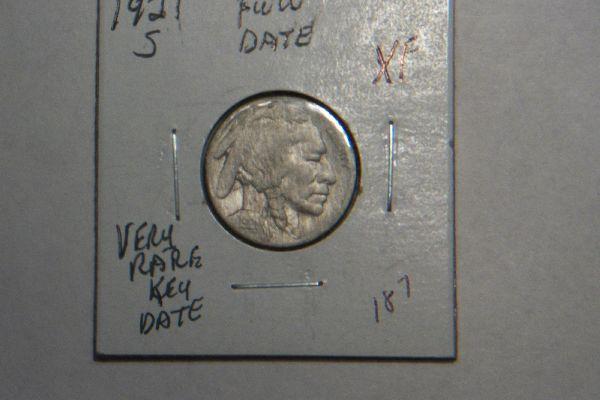 1921
S
FULL
DATE
XF
VERY
RARE
KEY
DATE
187